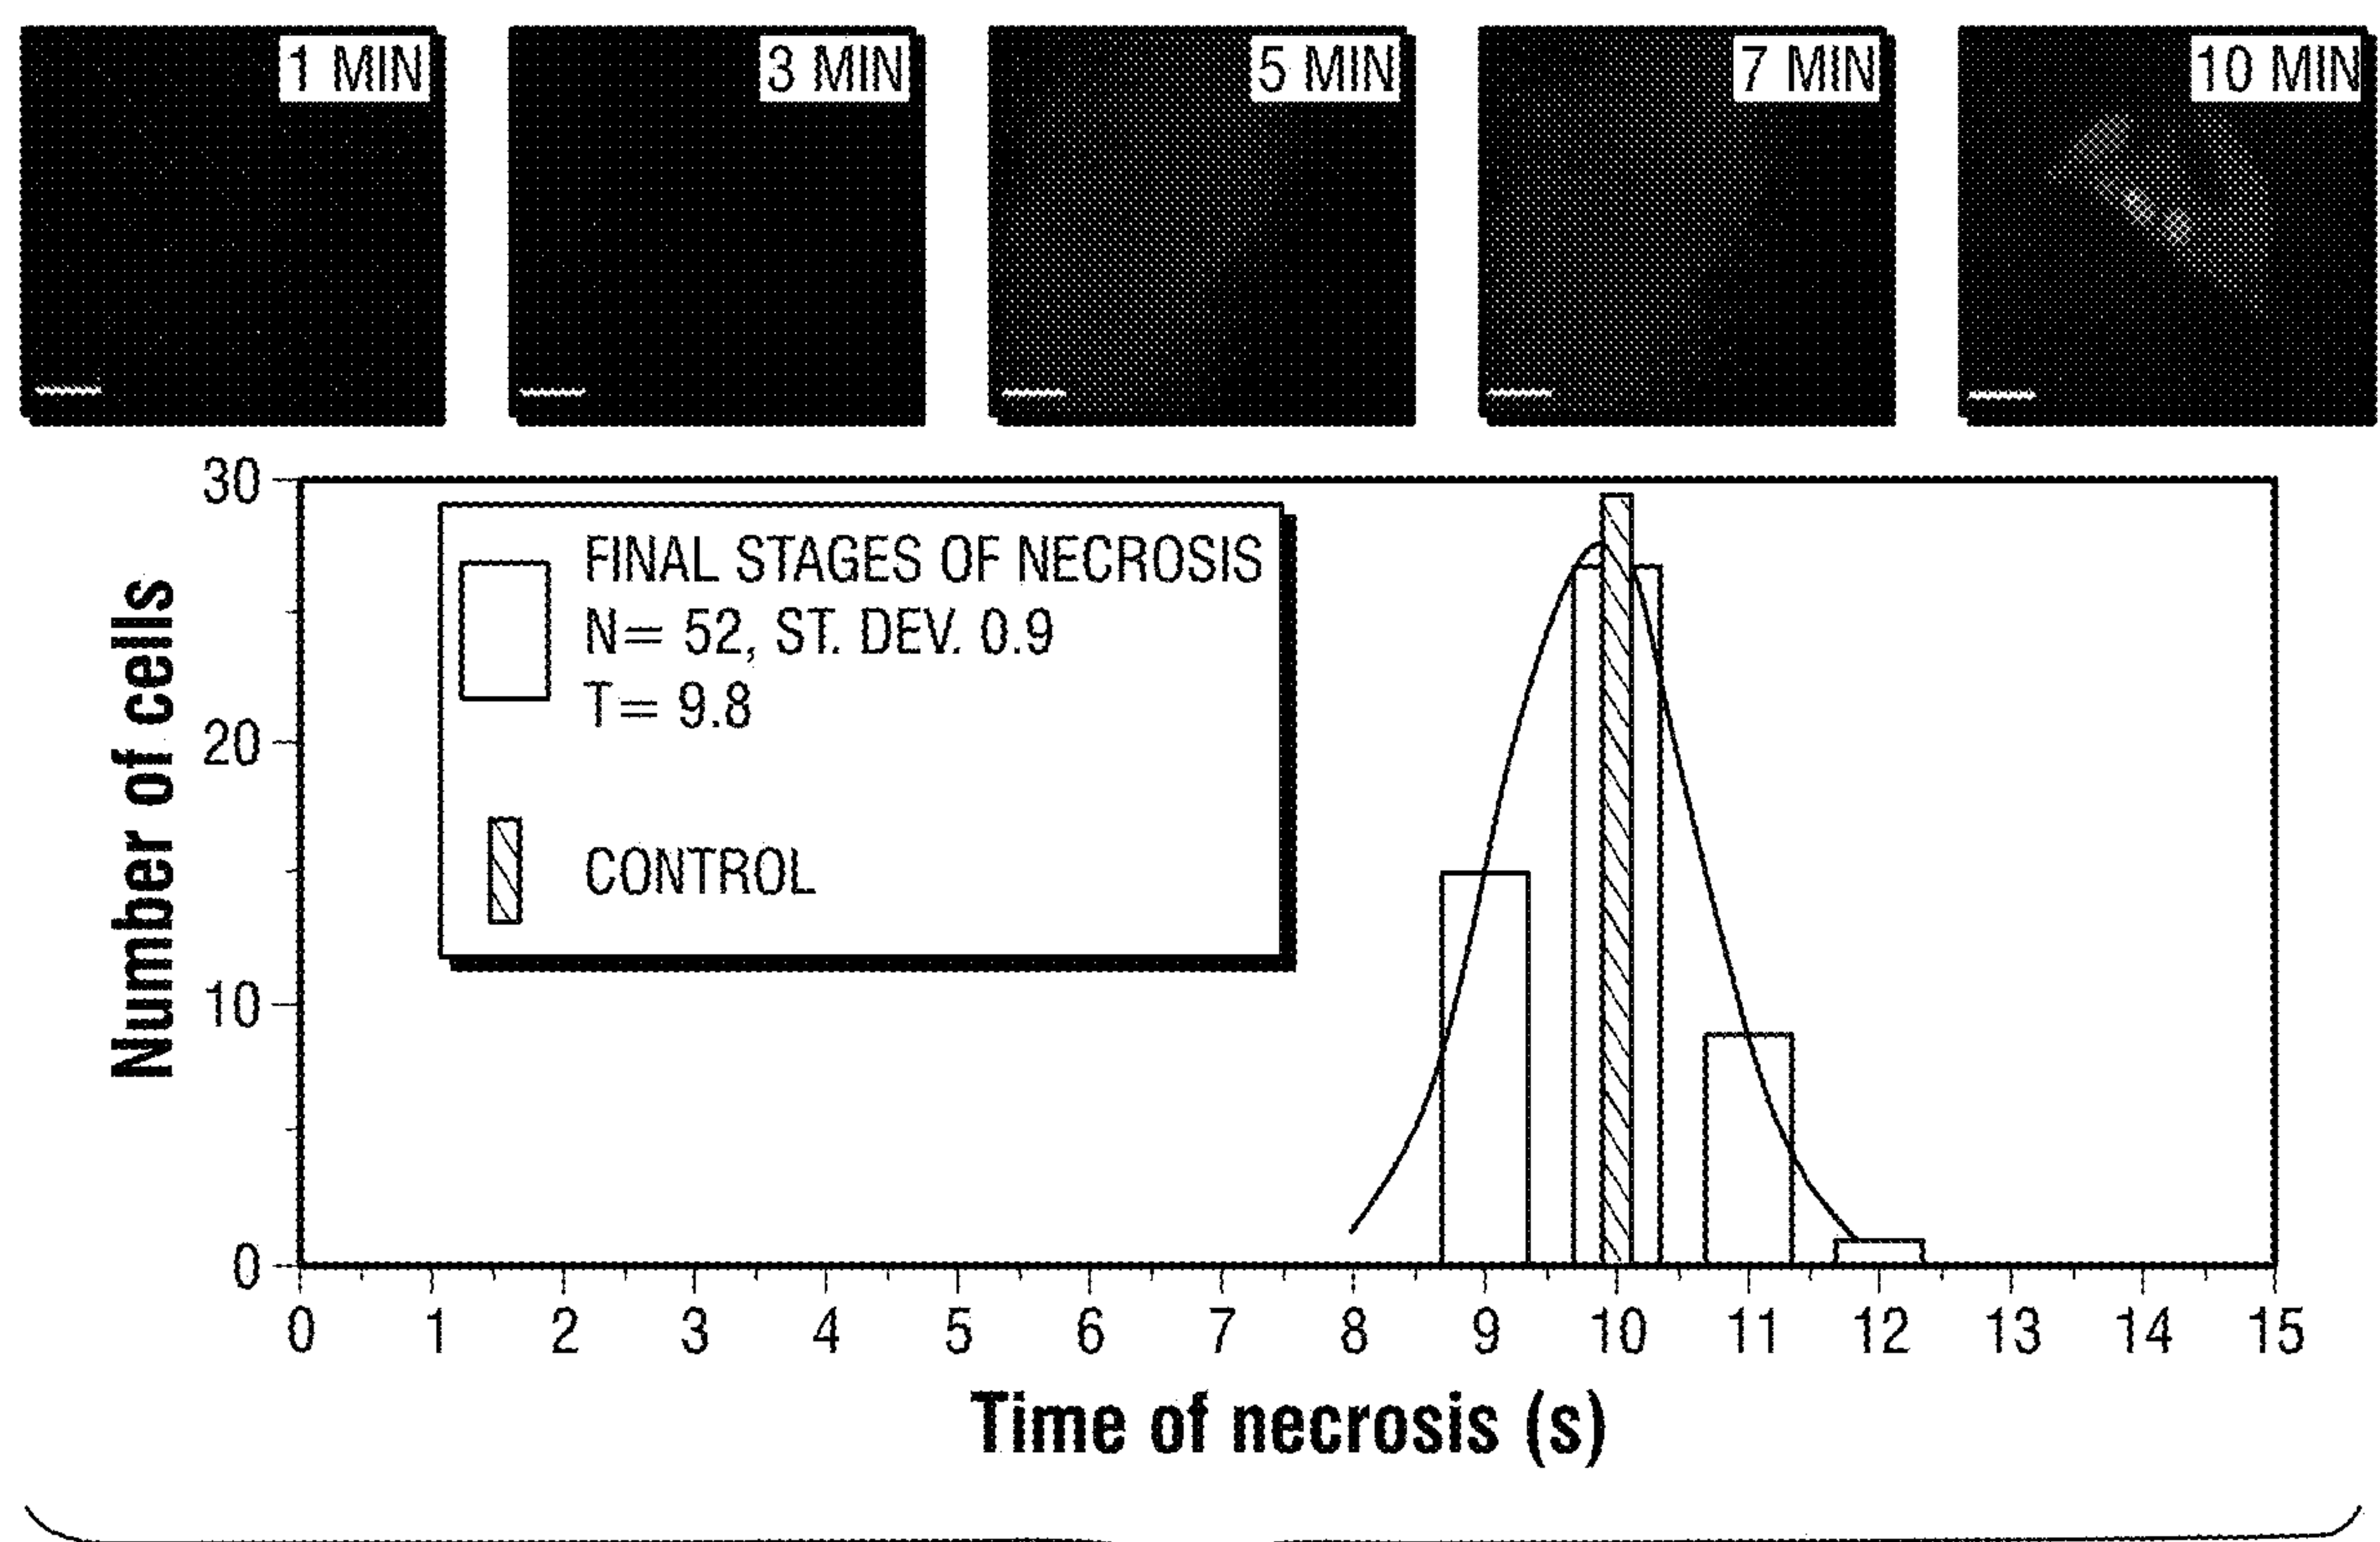 1 MIN
3 MIN
5 MIN
7 MIN
10 MIN
30
20
10
0
Number of cells
FINAL STAGES OF NECROSIS
N= 52, ST. DEV. 0.9
T= 9.8
CONTROL
0 1 2 3 4 5 6 7 8 9 10 11 12 13 14 15
Time of necrosis (s)